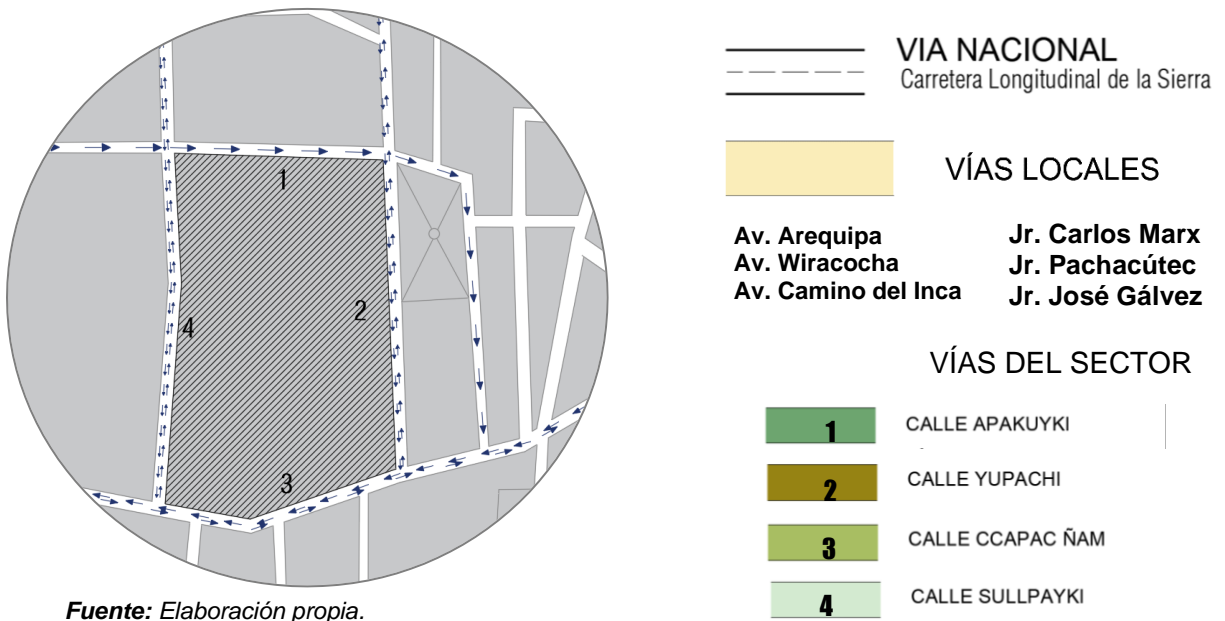 1
2
4
3
Fuente: Elaboración propia.
VIA NACIONAL
Carretera Longitudinal de la Sierra
VÍAS LOCALES
Av. Arequipa
Av. Wiracocha
Av. Camino del Inca
Jr. Carlos Marx
Jr. Pachacútec
Jr. José Gálvez
VÍAS DEL SECTOR
1 CALLE APAKUYKI
2 CALLE YUPACHI
3 CALLE CCAPAC ÑAM
4 CALLE SULLPAYKI